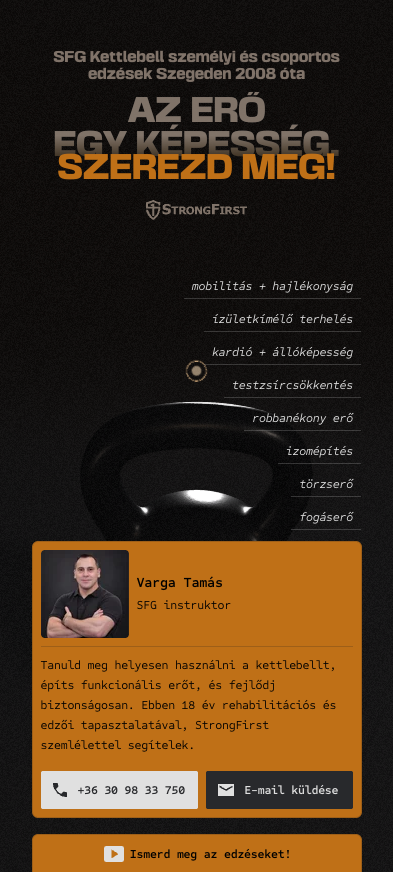 SFG Kettlebell személyi és csoportos
edzések Szegeden 2008 óta
AZ ERŐ
EGY KÉPESSÉG.
SZEREZD MEG!
STRONGFIRST
mobilitás + hajlékonyság
ízületkímélő terhelés
kardió + állóképesség
testzsírcsökkentés
robbanékony erő
izomépítés
törzserő
fogáserő
Varga Tamás
SFG instruktor
Tanuld meg helyesen használni a kettlebellt,
építs funkcionális erőt, és fejlődj
biztonságosan. Ebben 18 év rehabilitációs és
edzői tapasztalatával, StrongFirst
szemlélettel segítelek.
+36 30 98 33 750
E-mail küldése
Ismerd meg az edzéseket!